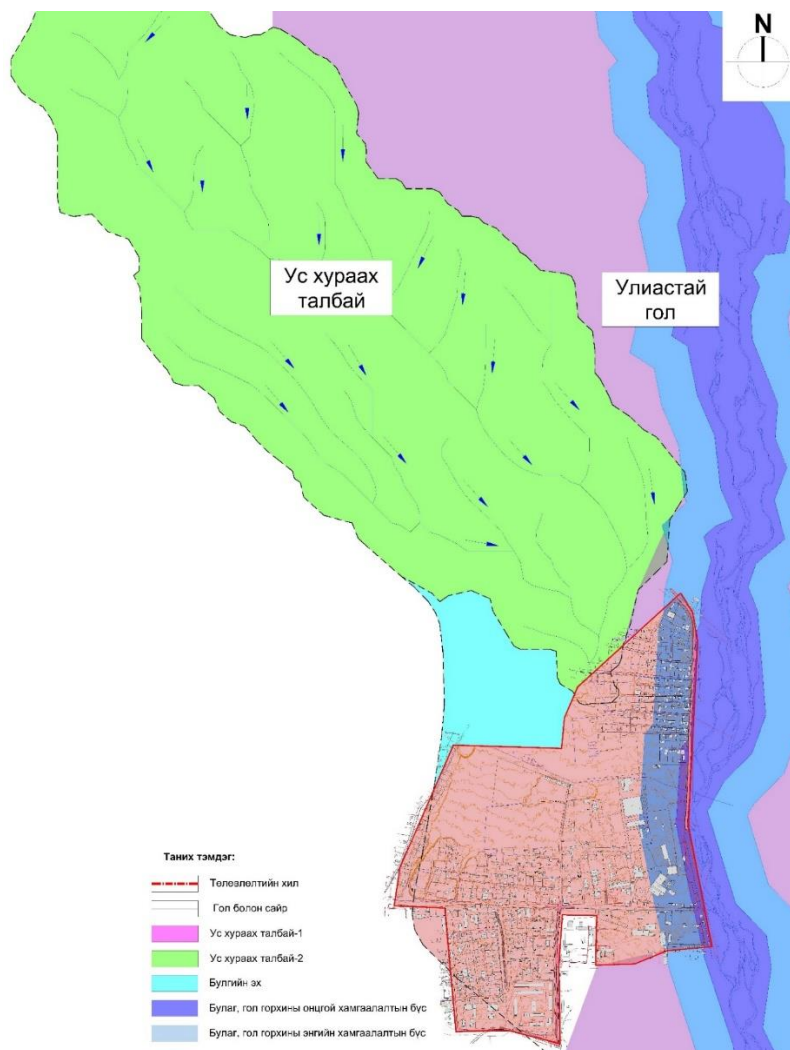 N
Ус хураах
талбай
Улиастай
гол
Таних тэмдэг:
Төлөвлөлтийн хил
Гол болон сайр
Ус хураах талбай-1
Ус хураах талбай-2
Булгийн эх
Булаг, гол горхины онцгой хамгаалалтын бүс
Булаг, гол горхины энгийн хамгаалалтын бүс